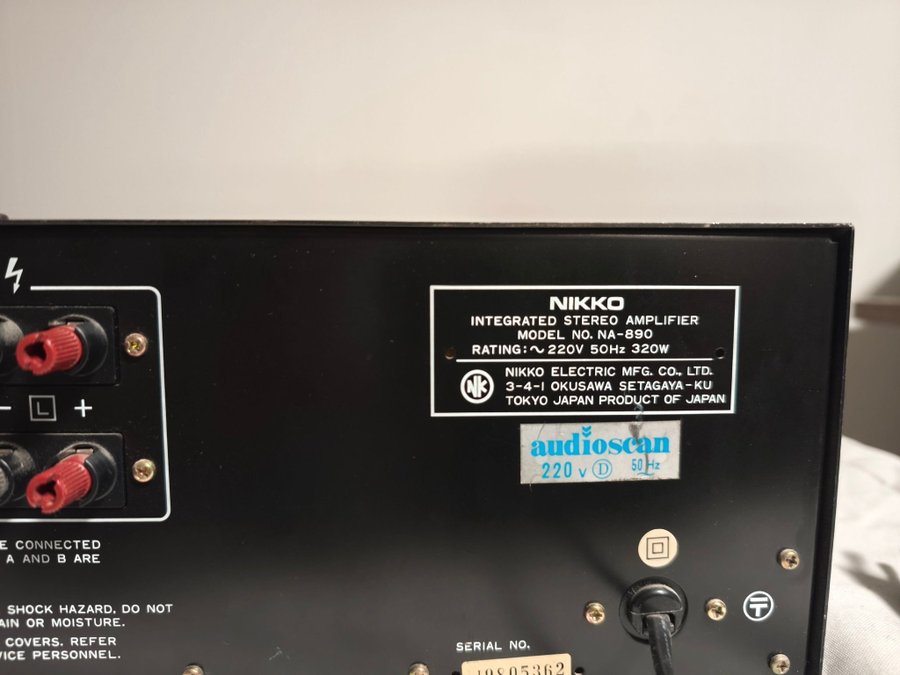 NIKKO
INTEGRATED STEREO AMPLIFIER
MODEL NO. NA-890
RATING: ~ 220V 50Hz 320W
NK
NIKKO ELECTRIC MFG. CO., LTD.
3-4-1 OKUSAWA SETAGAYA-KU
TOKYO JAPAN PRODUCT OF JAPAN
audioscan
220 v D 50 Hz
− L +
E CONNECTED
A AND B ARE
SHOCK HAZARD, DO NOT
AIN OR MOISTURE.
COVERS. REFER
VICE PERSONNEL.
T
SERIAL NO.